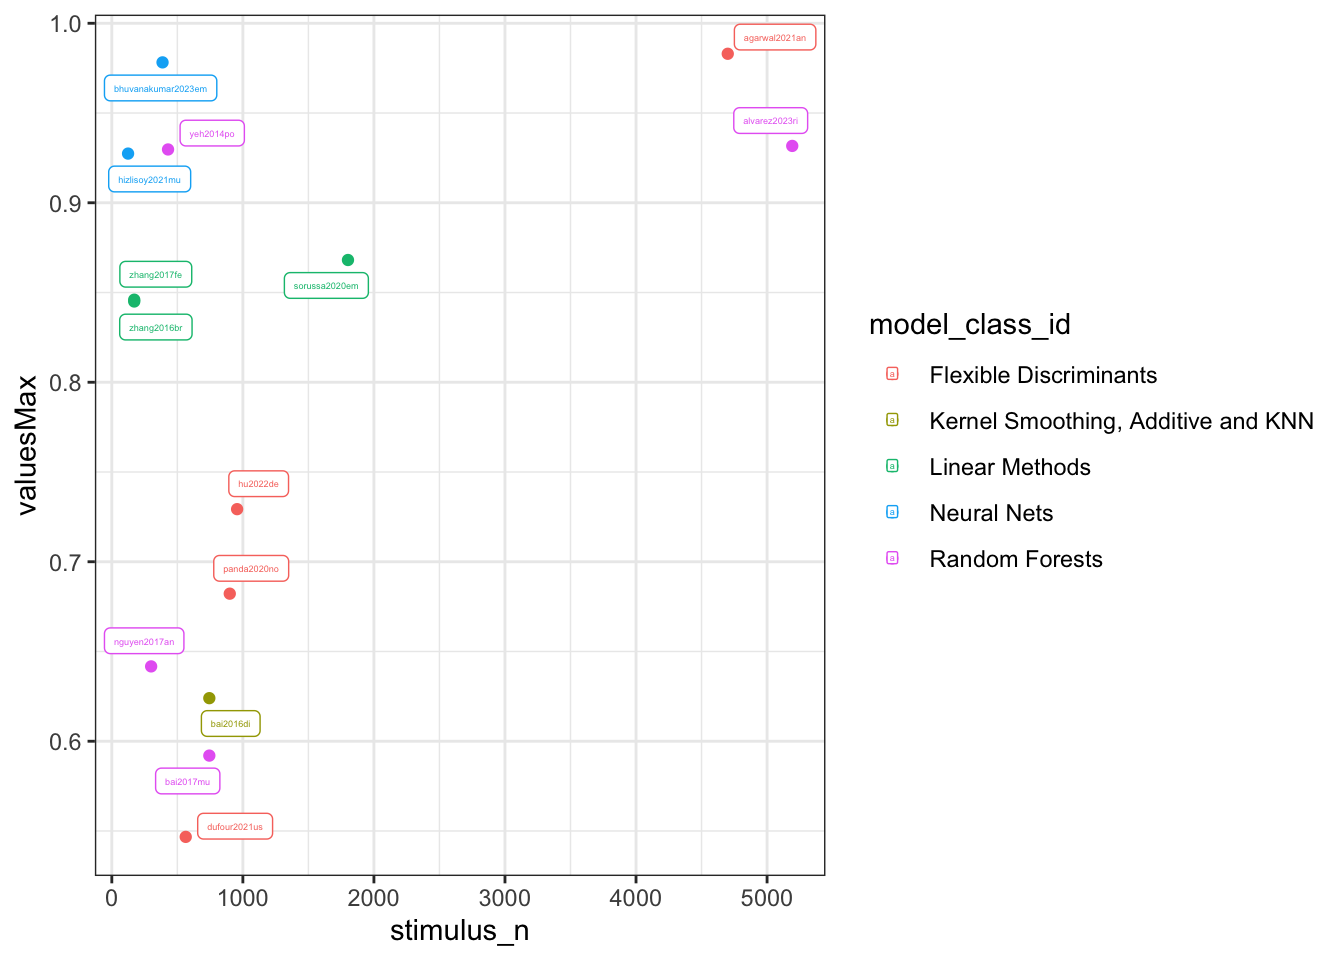 1.0
0.9
0.8
0.7
0.6
valuesMax
agarwal2021an
bhuvanakumar2023em
alvarez2023ri
yeh2014po
hizlisoy2021mu
zhang2017fe
sorussa2020em
zhang2016br
hu2022de
panda2020no
nguyen2017an
bai2016di
bai2017mu
dufour2021us
0 1000 2000 3000 4000 5000
stimulus_n
model_class_id
a Flexible Discriminants
a Kernel Smoothing, Additive and KNN
a Linear Methods
a Neural Nets
a Random Forests